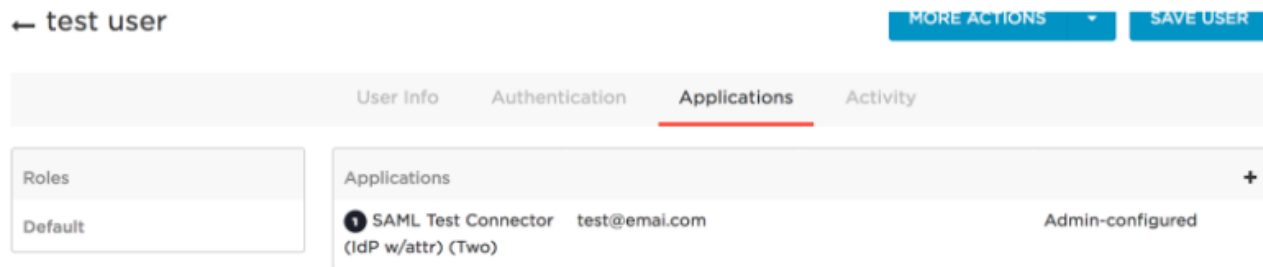 ← test user
MORE ACTIONS
SAVE USER
User Info Authentication Applications Activity
Roles
Default
Applications +
1 SAML Test Connector test@emai.com Admin-configured
(IdP w/attr) (Two)